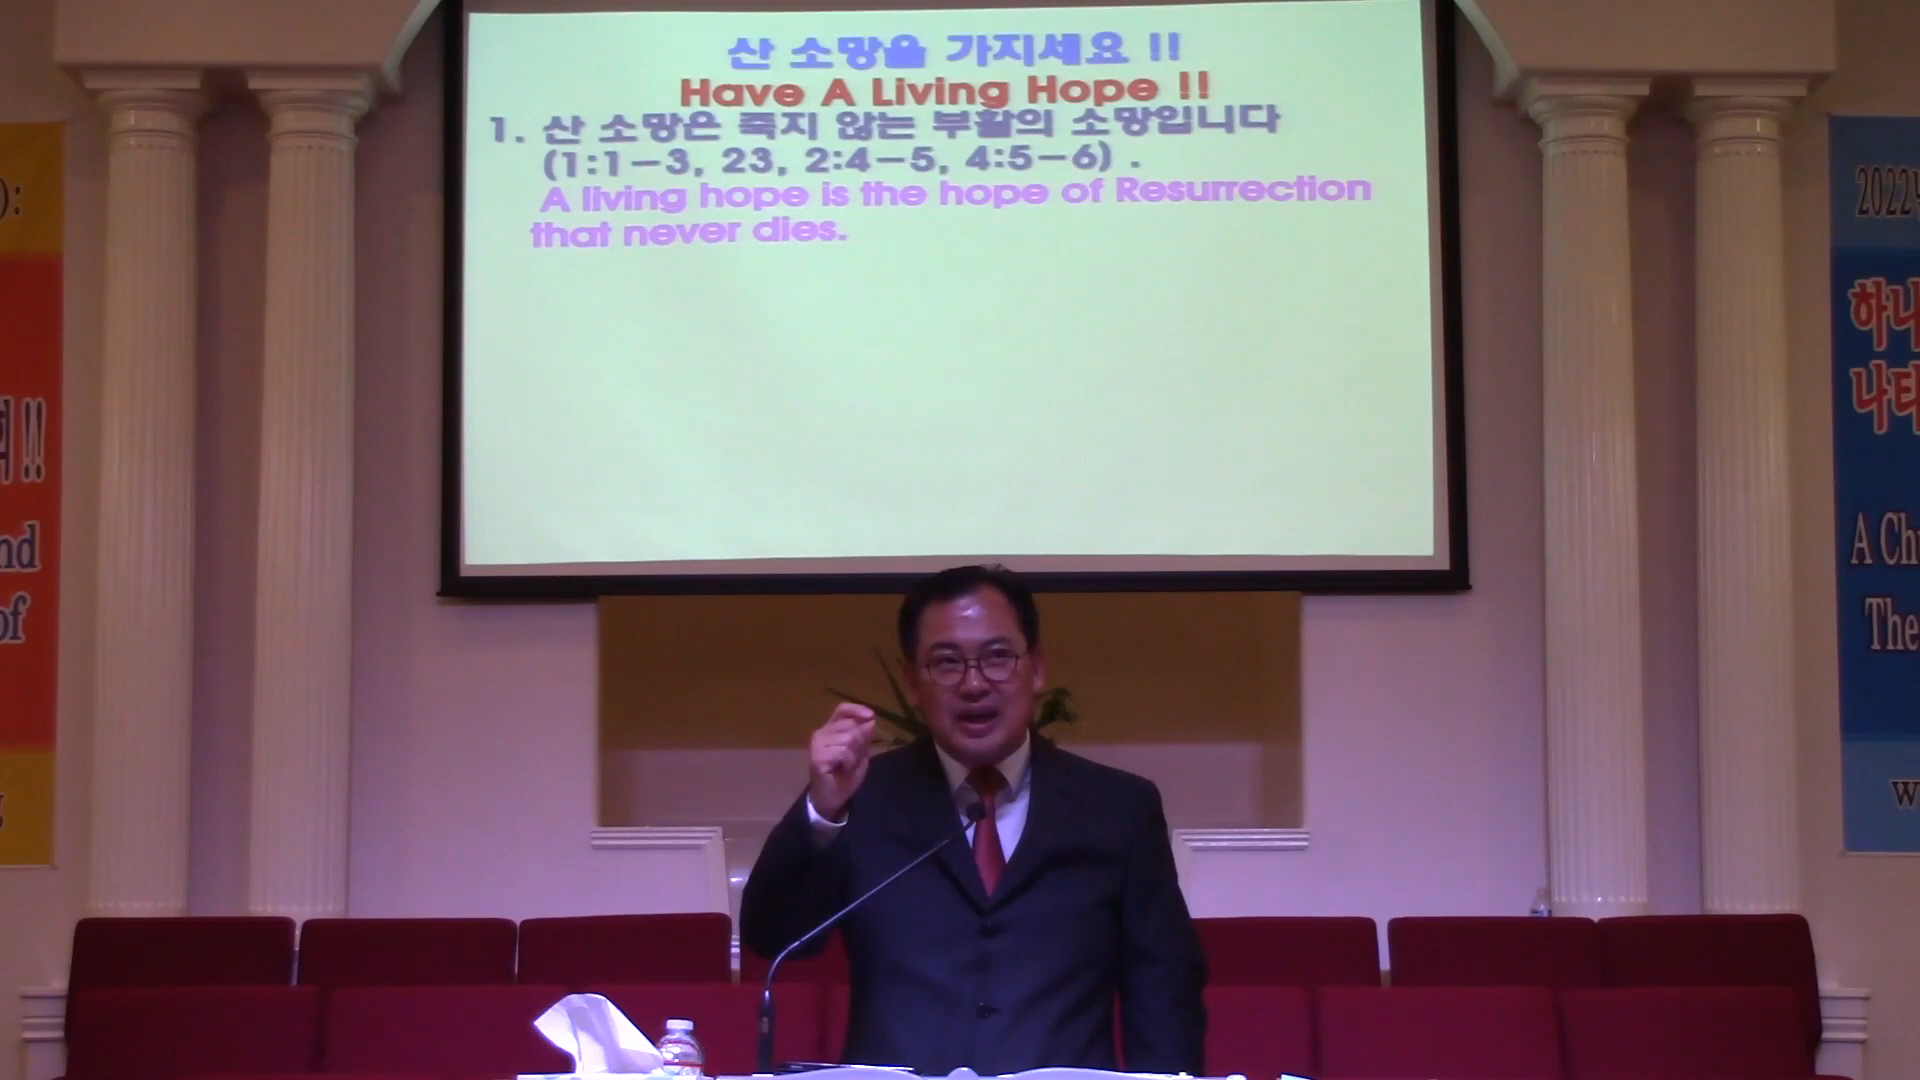 산 소망을 가지세요 !!
Have A Living Hope !!
1. 산 소망은 죽지 않는 부활의 소망입니다
(1:1-3, 23, 2:4-5, 4:5-6) .
A living hope is the hope of Resurrection
that never dies.
):
!!
nd
of
2022
하나
나타
A Ch
The
w